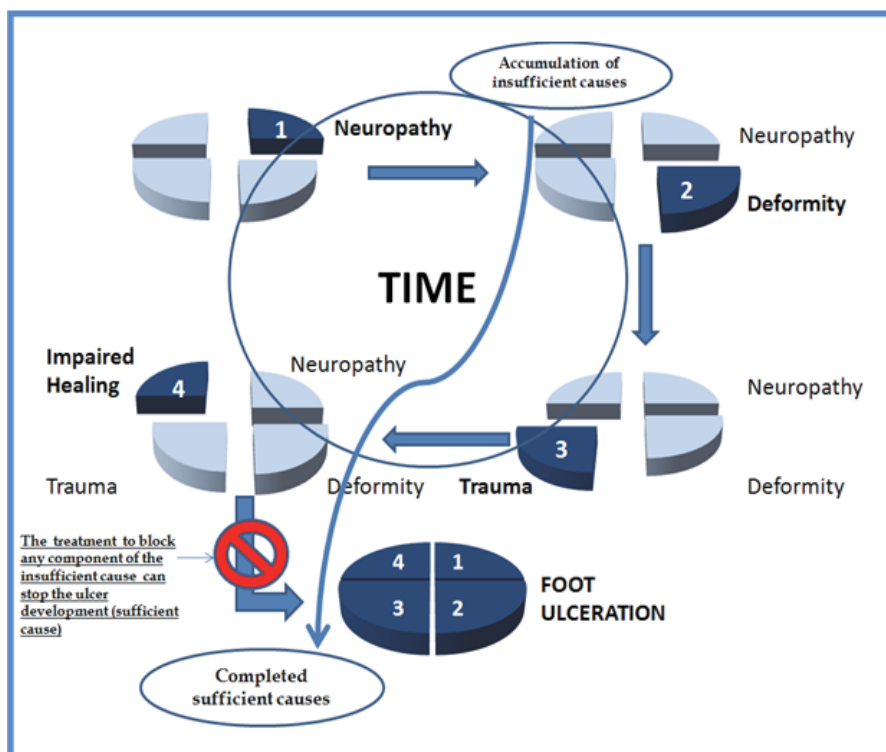 Accumulation of
insufficient causes
1
Neuropathy
Neuropathy
2
Deformity
TIME
Impaired
Healing
4
Neuropathy
Trauma
Deformity
3
Trauma
Neuropathy
Deformity
The treatment to block
any component of the
insufficient cause can
stop the ulcer
development (sufficient
cause)
4
1
3
2
FOOT
ULCERATION
Completed
sufficient causes